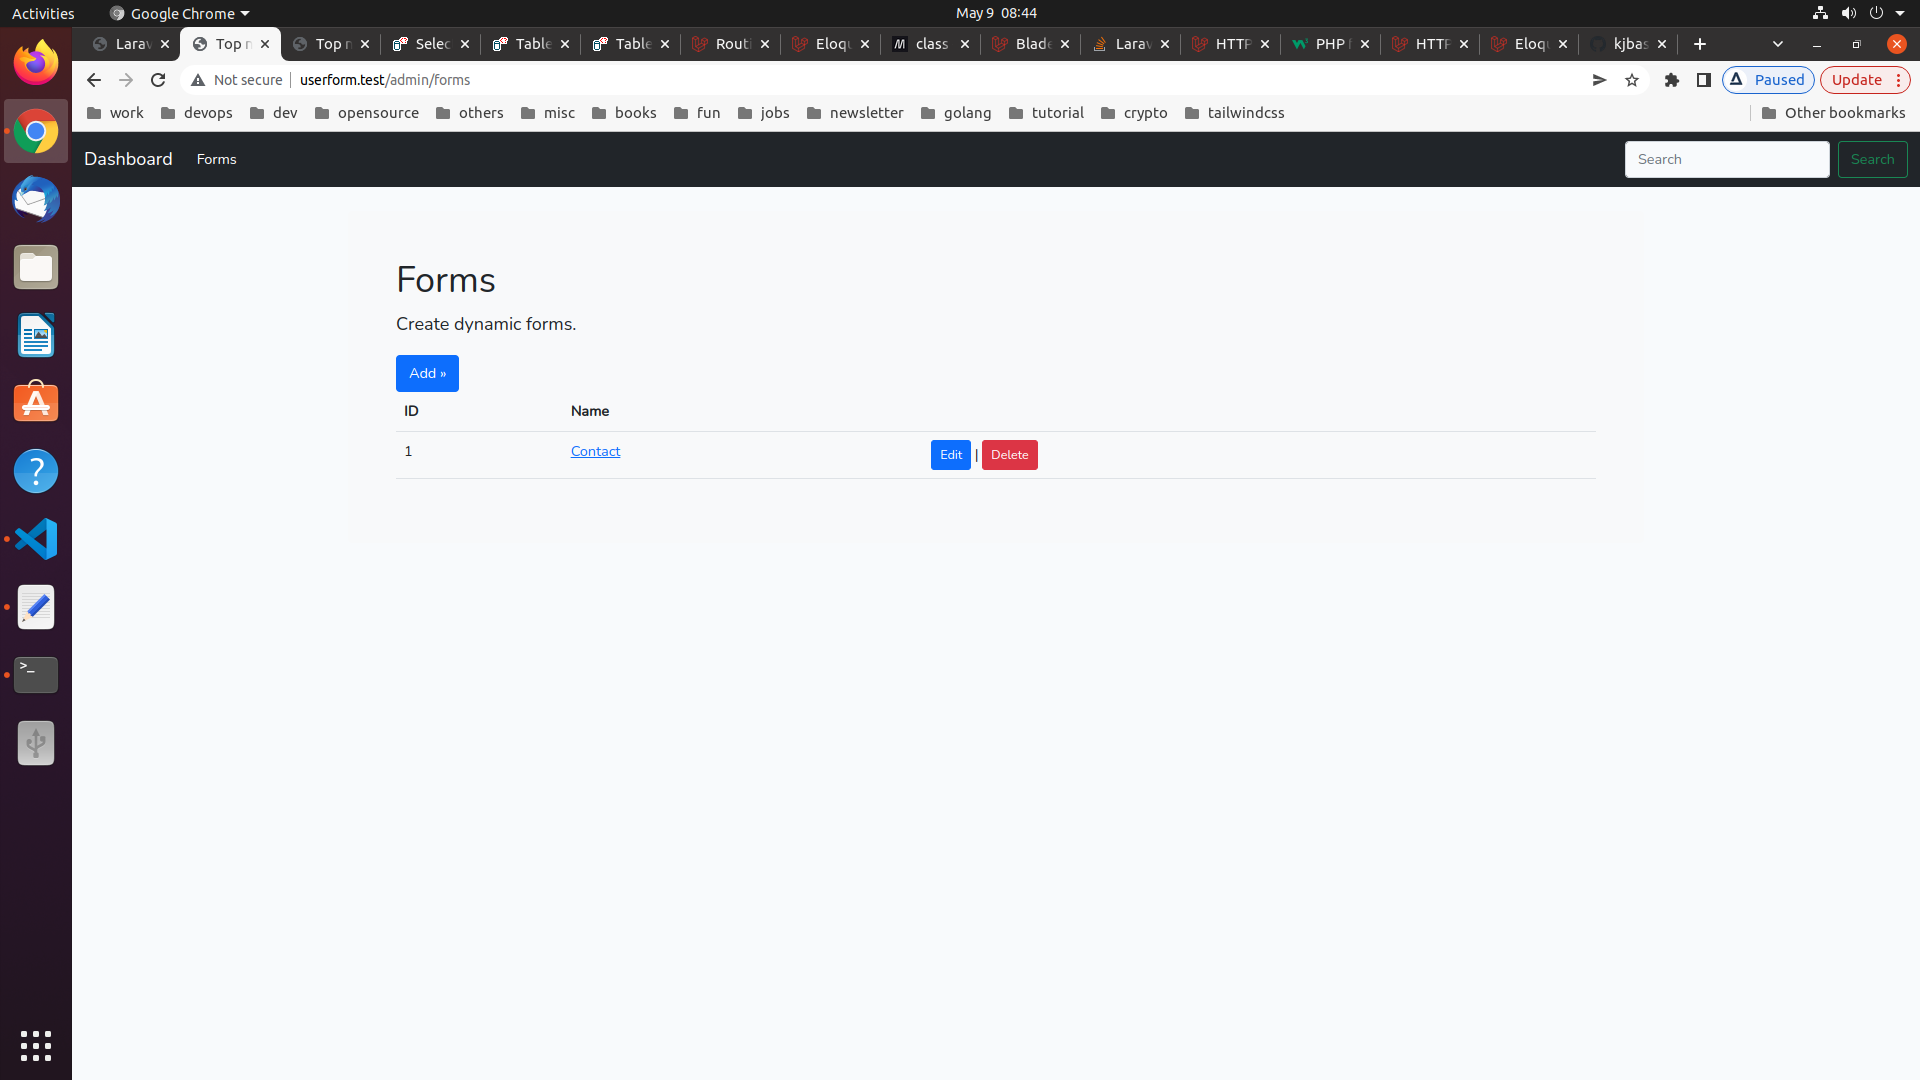 Activities
Google Chrome
May 9 08:44
Larav
Top n
Top n
Selec
Table
Table
Routi
Eloqu
class
Blade
Larav
HTTP
PHP
HTTP
Eloqu
kjbas
Not secure
userform.test/admin/forms
Paused
Update
work
devops
dev
opensource
others
misc
books
fun
jobs
newsletter
golang
tutorial
crypto
tailwindcss
Other bookmarks
Dashboard
Forms
Search
Search
Forms
Create dynamic forms.
Add »
ID Name
1 Contact Edit | Delete